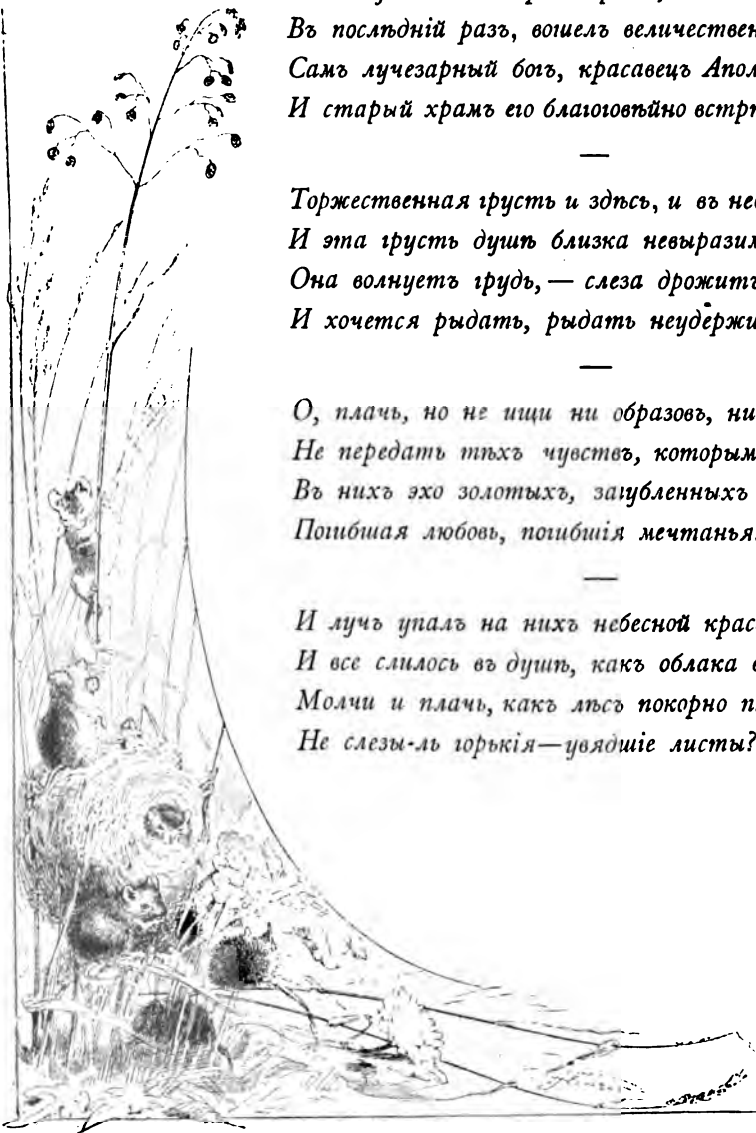 Въ послѣдній разъ, вошелъ величествен
Самъ лучезарный богъ, красавецъ Апол
И старый храмъ его благоговѣйно встрѣ
—
Торжественная грусть и здѣсь, и въ не
И эта грусть душѣ близка невырази
Она волнуетъ грудь,— слеза дрожитъ
И хочется рыдать, рыдать неудержи
—
О, плачь, но не ищи ни образовъ, ни
Не передать тѣхъ чувствъ, которым
Въ нихъ эхо золотыхъ, загубленныхъ
Погибшая любовь, погибшія мечтанья.
—
И лучъ упалъ на нихъ небесной крас
И все слилось въ душѣ, какъ облака
Молчи и плачь, какъ лѣсъ покорно п
Не слезы-ль горькія—увядшіе листы?